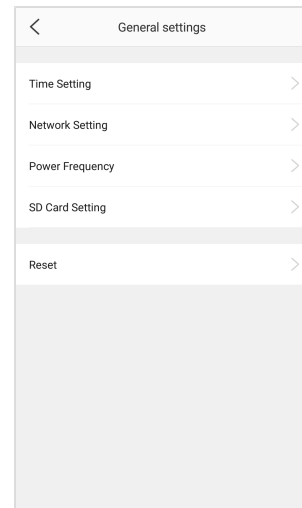 General settings
Time Setting
Network Setting
Power Frequency
SD Card Setting
Reset